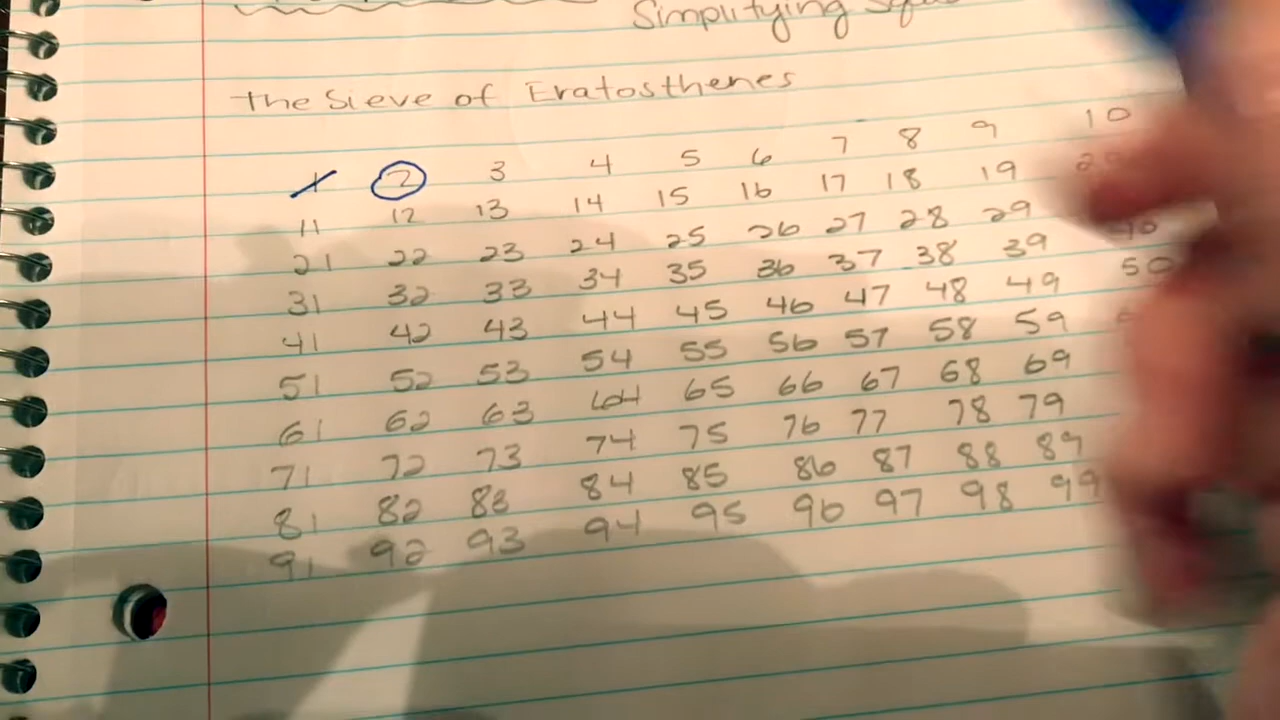 Simplifying
The Sieve of Eratosthenes
1 2 3 4 5 6 7 8 9 10
11 12 13 14 15 16 17 18 19 20
21 22 23 24 25 26 27 28 29
31 32 33 34 35 36 37 38 39 40
41 42 43 44 45 46 47 48 49 50
51 52 53 54 55 56 57 58 59
61 62 63 64 65 66 67 68 69
71 72 73 74 75 76 77 78 79
81 82 83 84 85 86 87 88 89
91 92 93 94 95 96 97 98 99